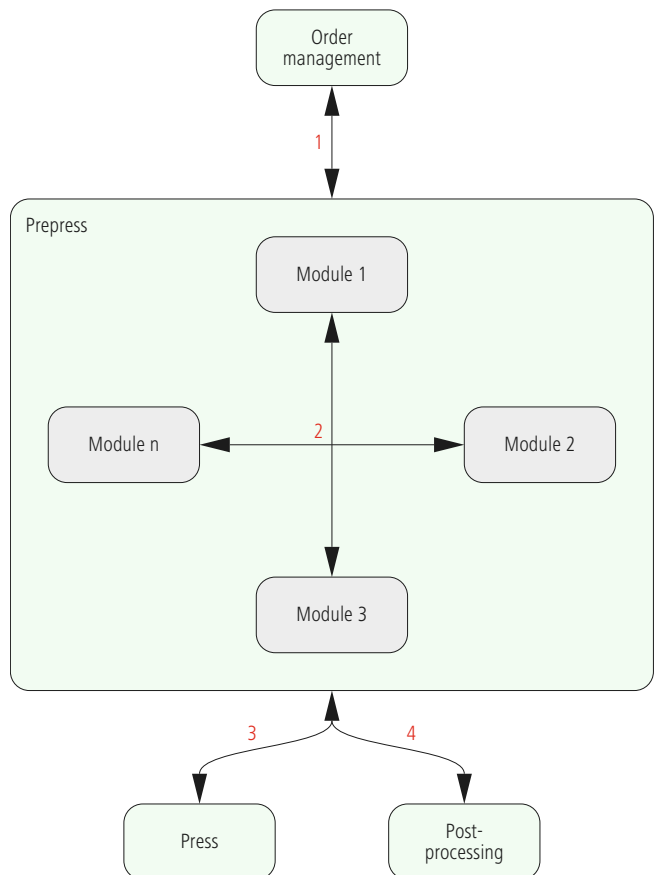 Order
management
1
Prepress
Module 1
2
Module n
Module 2
Module 3
3
4
Press
Post-
processing